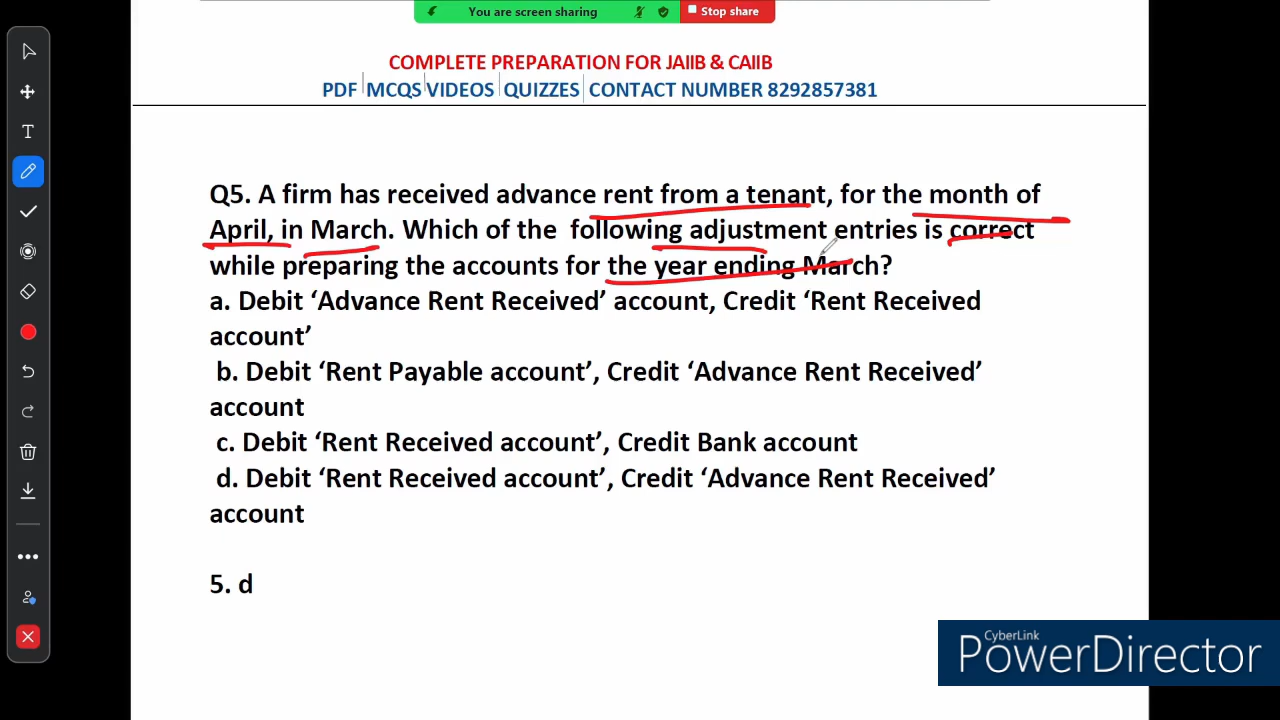 You are screen sharing
Stop share
COMPLETE PREPARATION FOR JAIIB & CAIIB
PDF MCQS VIDEOS QUIZZES CONTACT NUMBER 8292857381
Q5. A firm has received advance rent from a tenant, for the month of
April, in March. Which of the following adjustment entries is correct
while preparing the accounts for the year ending March?
a. Debit ‘Advance Rent Received’ account, Credit ‘Rent Received
account’
b. Debit ‘Rent Payable account’, Credit ‘Advance Rent Received’
account
c. Debit ‘Rent Received account’, Credit Bank account
d. Debit ‘Rent Received account’, Credit ‘Advance Rent Received’
account
5. d
CyberLink
PowerDirector